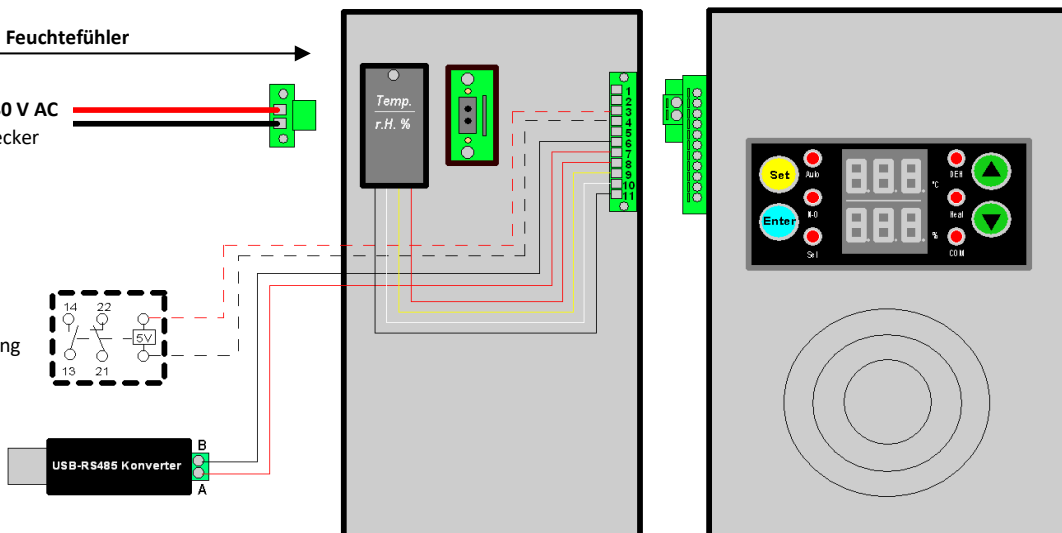 Feuchtefühler
0 V AC
ecker
Temp.
r.H. %
1
2
3
4
5
6
7
8
9
10
11
14 22
5V
ng
13 21
USB-RS485 Konverter
B
A
Set
Auto
DEH
°C
Enter
M-O
Heat
%
Sel
COM